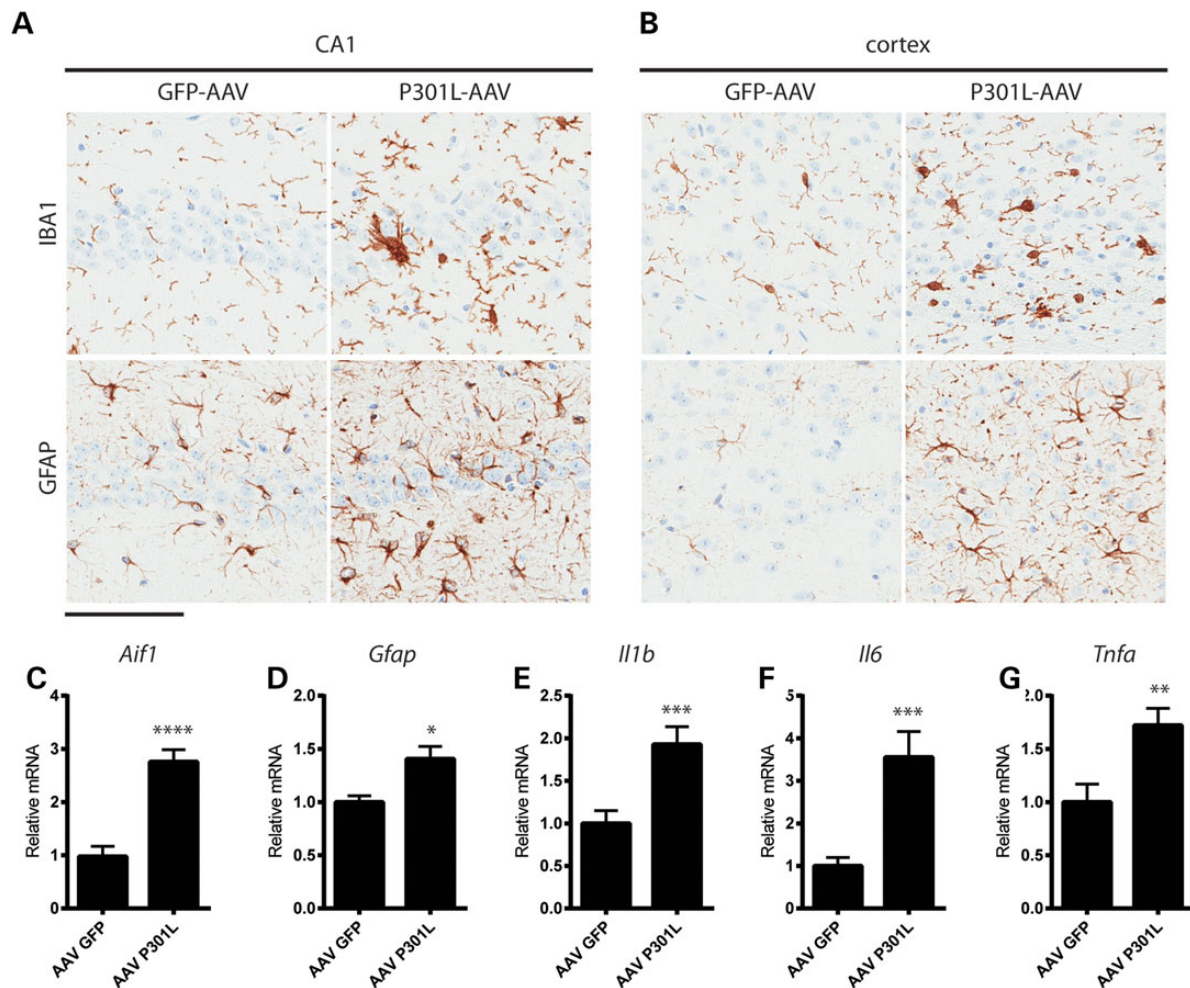 A
B
CA1
cortex
GFP-AAV
P301L-AAV
GFP-AAV
P301L-AAV
IBA1
GFAP
Aif1
Gfap
Il1b
Il6
Tnfa
C
D
E
F
G
Relative mRNA
4
3
2
1
0
****
AAV GFP
AAV P301L
Relative mRNA
2.0
1.5
1.0
0.5
0.0
*
AAV GFP
AAV P301L
Relative mRNA
2.5
2.0
1.5
1.0
0.5
0.0
***
AAV GFP
AAV P301L
Relative mRNA
5
4
3
2
1
0
***
AAV GFP
AAV P301L
Relative mRNA
2.0
1.5
1.0
0.5
0.0
**
AAV GFP
AAV P301L